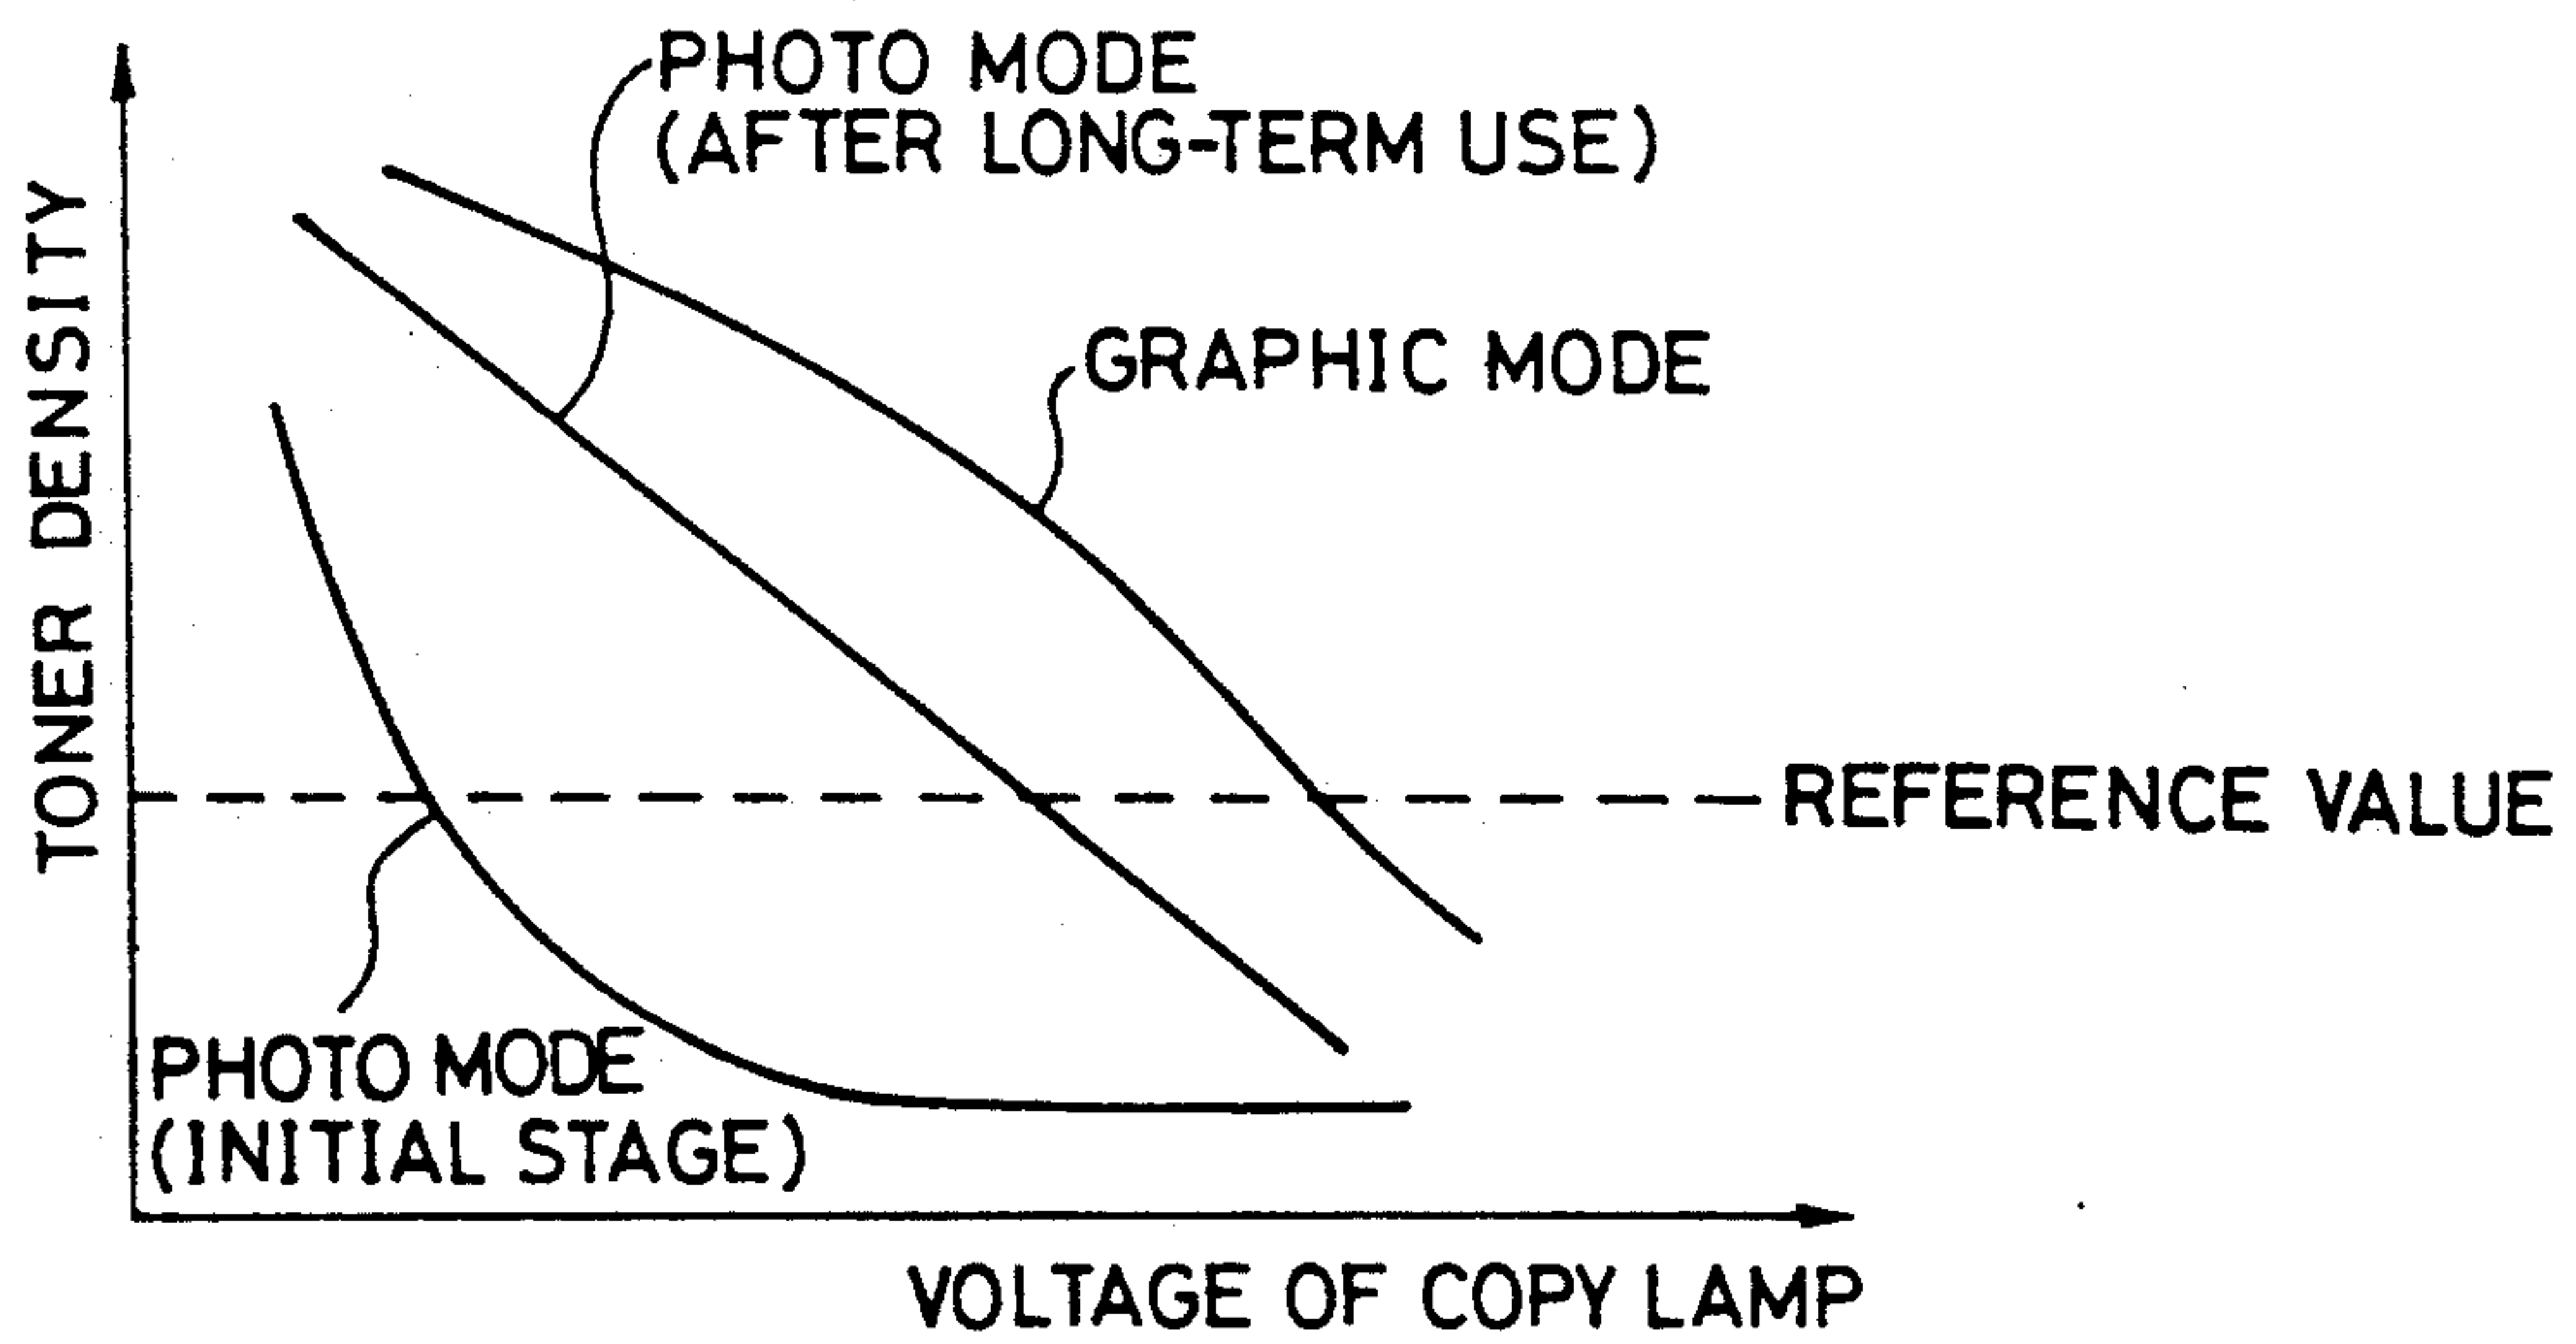 PHOTO MODE
(AFTER LONG-TERM USE)
GRAPHIC MODE
TONER DENSITY
REFERENCE VALUE
PHOTO MODE
(INITIAL STAGE)
VOLTAGE OF COPY LAMP